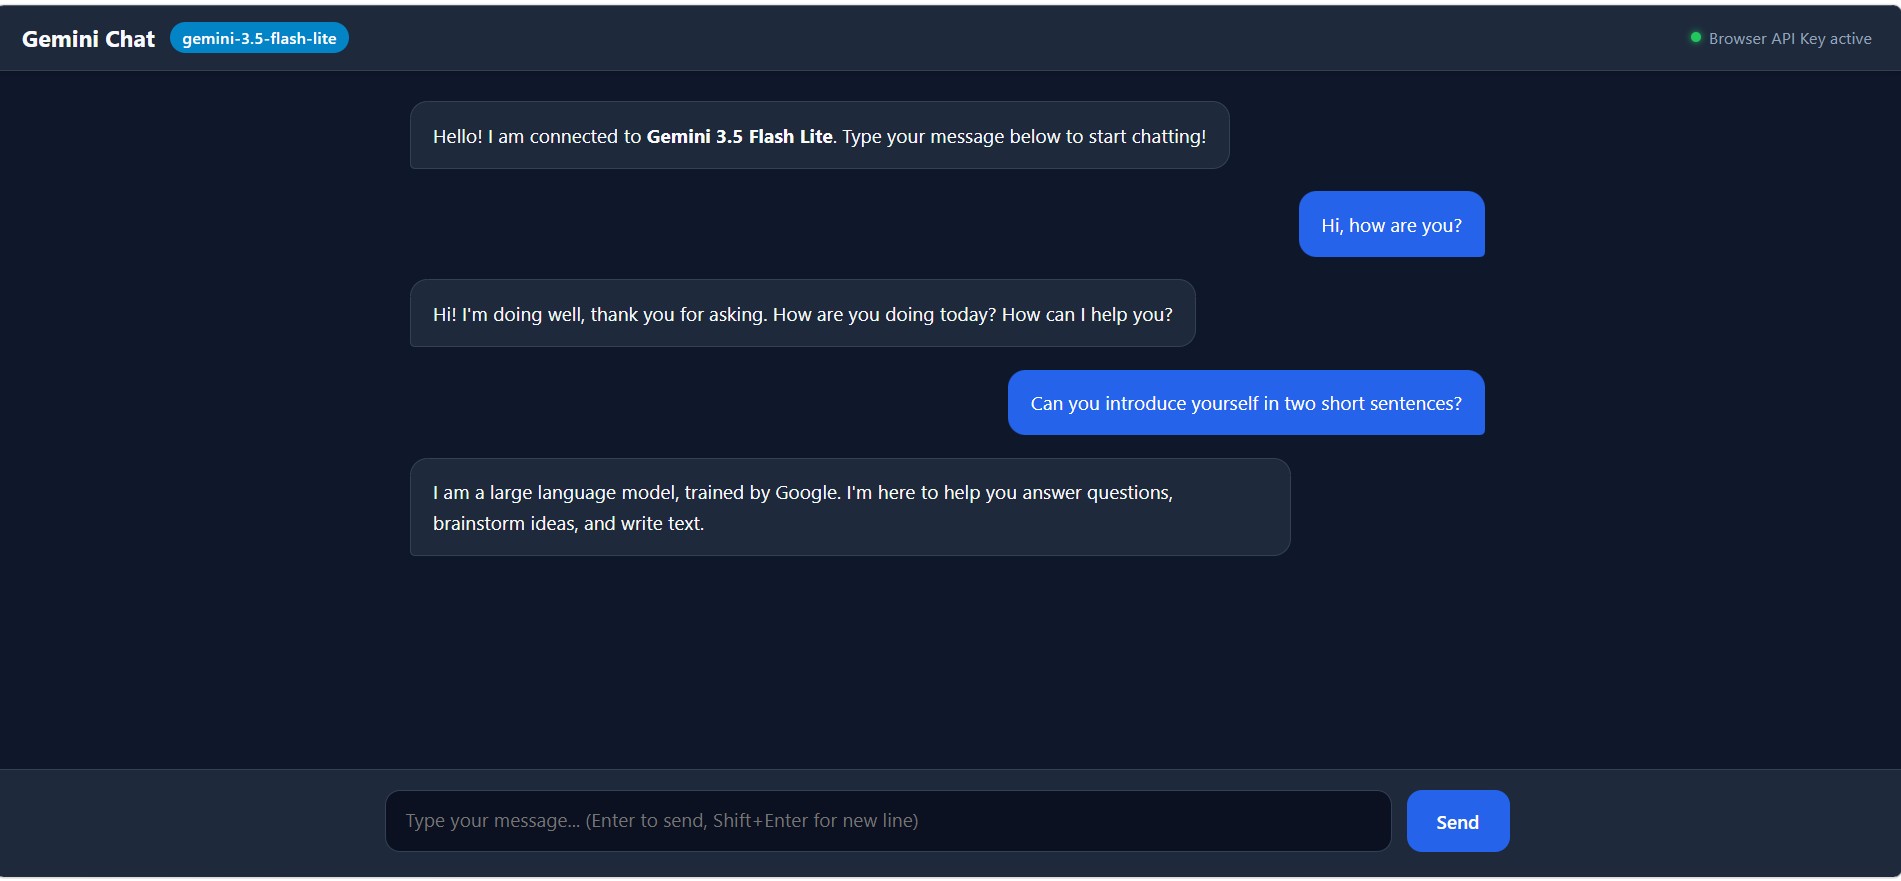 Gemini Chat gemini-3.5-flash-lite Browser API Key active
Hello! I am connected to Gemini 3.5 Flash Lite. Type your message below to start chatting!
Hi, how are you?
Hi! I'm doing well, thank you for asking. How are you doing today? How can I help you?
Can you introduce yourself in two short sentences?
I am a large language model, trained by Google. I'm here to help you answer questions,
brainstorm ideas, and write text.
Type your message... (Enter to send, Shift+Enter for new line) Send